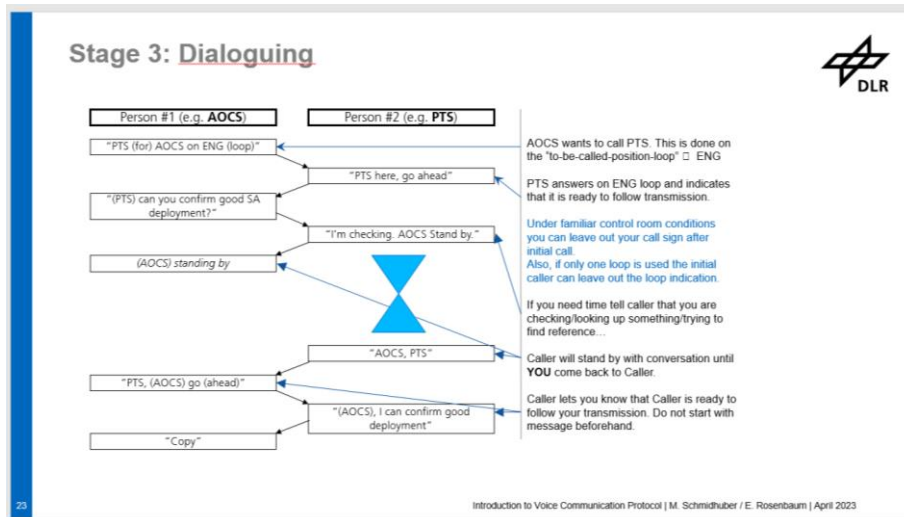 Stage 3: Dialoguing
DLR
Person #1 (e.g. AOCS)
Person #2 (e.g. PTS)
"PTS (for) AOCS on ENG (loop)"
"PTS here, go ahead"
"(PTS) can you confirm good SA
deployment?"
"I'm checking. AOCS Stand by."
(AOCS) standing by
"AOCS, PTS"
"PTS, (AOCS) go (ahead)"
"(AOCS), I can confirm good
deployment"
"Copy"
AOCS wants to call PTS. This is done on
the "to-be-called-position-loop" □ ENG
PTS answers on ENG loop and indicates
that it is ready to follow transmission.
Under familiar control room conditions
you can leave out your call sign after
initial call.
Also, if only one loop is used the initial
caller can leave out the loop indication.
If you need time tell caller that you are
checking/looking up something/trying to
find reference…
Caller will stand by with conversation until
YOU come back to Caller.
Caller lets you know that Caller is ready to
follow your transmission. Do not start with
message beforehand.
23
Introduction to Voice Communication Protocol | M. Schmidhuber / E. Rosenbaum | April 2023